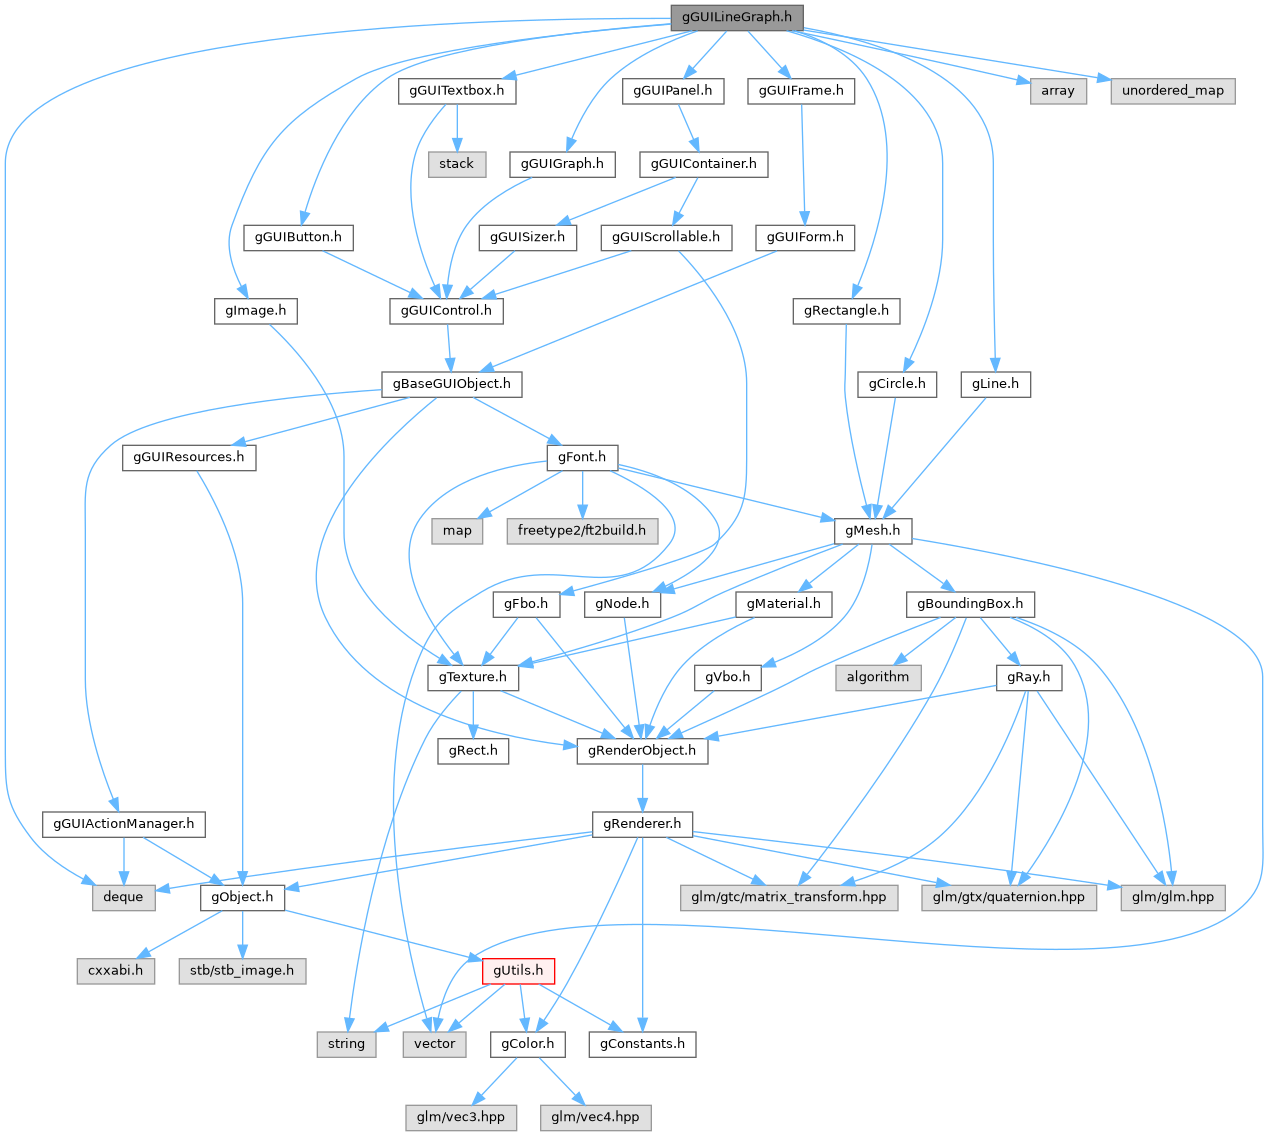 gGUILineGraph.h
gGUITextbox.h
gGUIPanel.h
gGUIFrame.h
array
unordered_map
stack
gGUIGraph.h
gGUIContainer.h
gGUIButton.h
gGUISizer.h
gGUIScrollable.h
gGUIForm.h
gImage.h
gGUIControl.h
gRectangle.h
gBaseGUIObject.h
gCircle.h
gLine.h
gGUIResources.h
gFont.h
map
freetype2/ft2build.h
gMesh.h
gFbo.h
gNode.h
gMaterial.h
gBoundingBox.h
gTexture.h
gVbo.h
algorithm
gRay.h
gRect.h
gRenderObject.h
gGUIActionManager.h
gRenderer.h
deque
gObject.h
glm/gtc/matrix_transform.hpp
glm/gtx/quaternion.hpp
glm/glm.hpp
cxxabi.h
stb/stb_image.h
gUtils.h
string
vector
gColor.h
gConstants.h
glm/vec3.hpp
glm/vec4.hpp